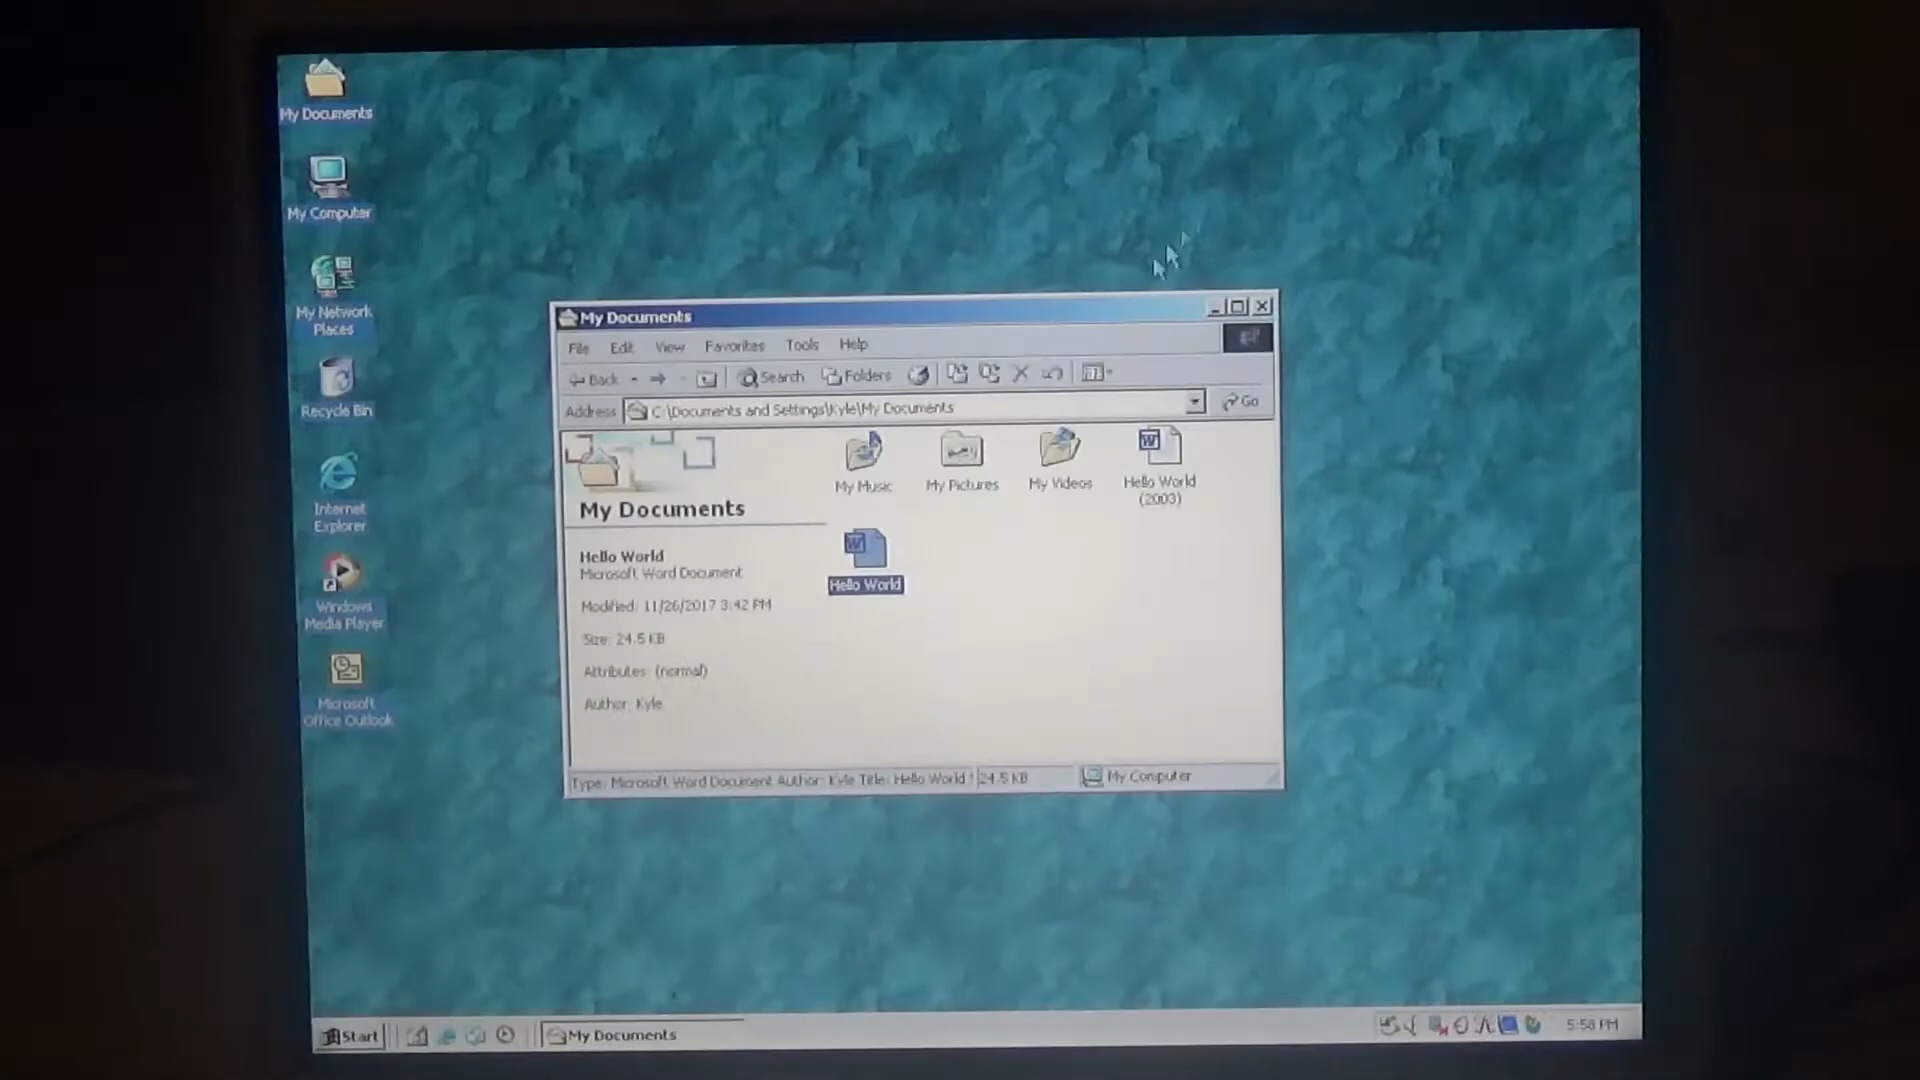 My Documents
My Computer
My Network
Places
Recycle Bin
Internet
Explorer
Windows
Media Player
Microsoft
Office Outlook
My Documents
File Edit View Favorites Tools Help
Back Search Folders
Address C:\Documents and Settings\Kyle\My Documents Go
My Documents
Hello World
Microsoft Word Document
Modified: 11/26/2017 3:42 PM
Size: 24.5 KB
Attributes: (normal)
Author: Kyle
My Music
My Pictures
My Videos
Hello World
(2003)
Hello World
Type: Microsoft Word Document Author: Kyle Title: Hello World 24.5 KB My Computer
Start My Documents 5:58 PM